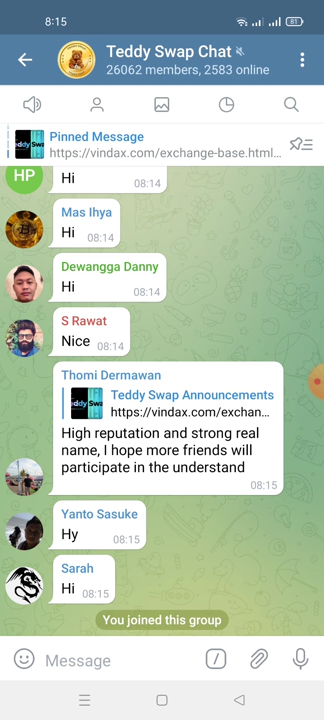 8:15
81
Teddy Swap Chat
26062 members, 2583 online
Pinned Message
https://vindax.com/exchange-base.html...
HP
Hi
08:14
Mas Ihya
Hi
08:14
Dewangga Danny
Hi
08:14
S Rawat
Nice
08:14
Thomi Dermawan
Teddy Swap Announcements
https://vindax.com/exchan...
High reputation and strong real
name, I hope more friends will
participate in the understand
08:15
Yanto Sasuke
Hy
08:15
Sarah
Hi
08:15
You joined this group
Message